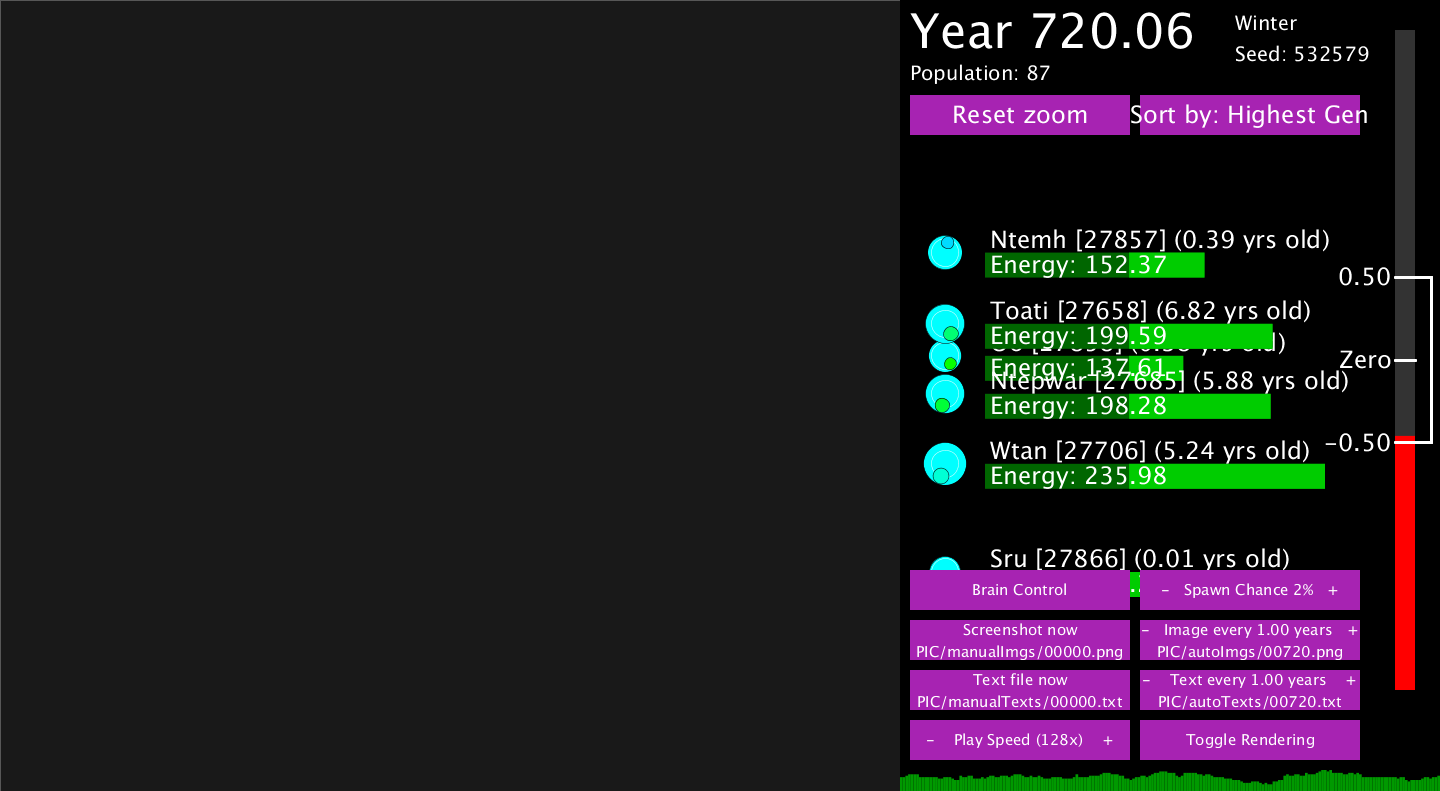 Year 720.06
Winter
Seed: 532579
Population: 87
Reset zoom
Sort by: Highest Gen
Ntemh [27857] (0.39 yrs old)
Energy: 152.37
0.50
Toati [27658] (6.82 yrs old)
Energy: 199.59
Zero
Energy: 137.61
Ntepwar [27685] (5.88 yrs old)
Energy: 198.28
-0.50
Wtan [27706] (5.24 yrs old)
Energy: 235.98
Sru [27866] (0.01 yrs old)
Brain Control
- Spawn Chance 2% +
Screenshot now
PIC/manualImgs/00000.png
- Image every 1.00 years +
PIC/autoImgs/00720.png
Text file now
PIC/manualTexts/00000.txt
- Text every 1.00 years +
PIC/autoTexts/00720.txt
- Play Speed (128x) +
Toggle Rendering